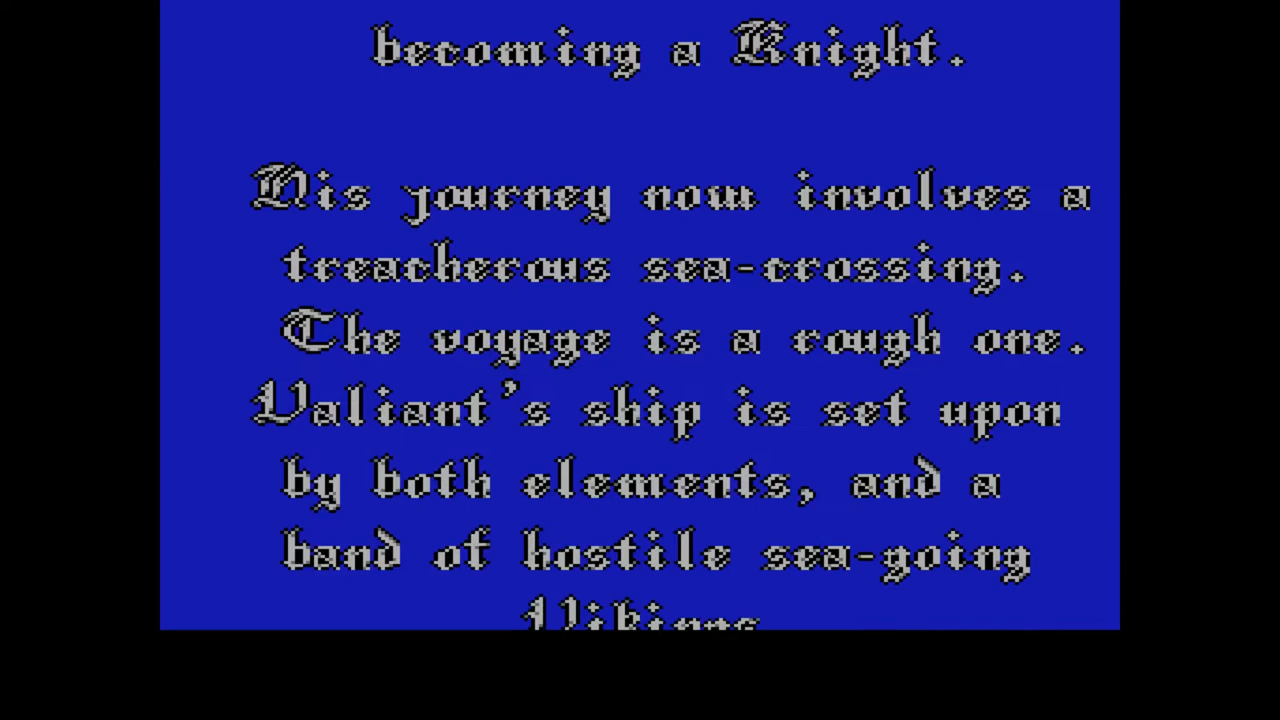 becoming a Knight.
His journey now involves a
treacherous sea-crossing.
The voyage is a rough one.
Valiant's ship is set upon
by both elements, and a
band of hostile sea-going
Vikings